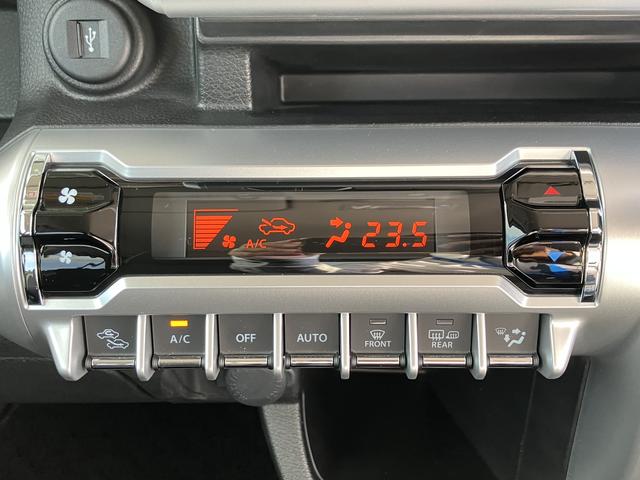 A/C 23.5
A/C OFF AUTO FRONT REAR